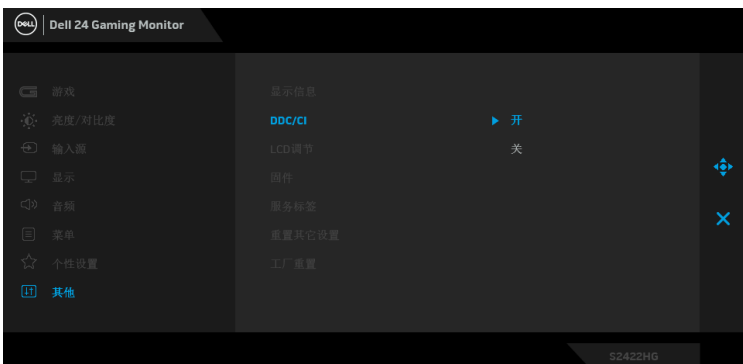 DELL
Dell 24 Gaming Monitor
游戏
亮度/对比度
输入源
显示
音频
菜单
个性设置
其他
显示信息
DDC/CI
LCD调节
固件
服务标签
重置其它设置
工厂重置
开
关
S2422HG